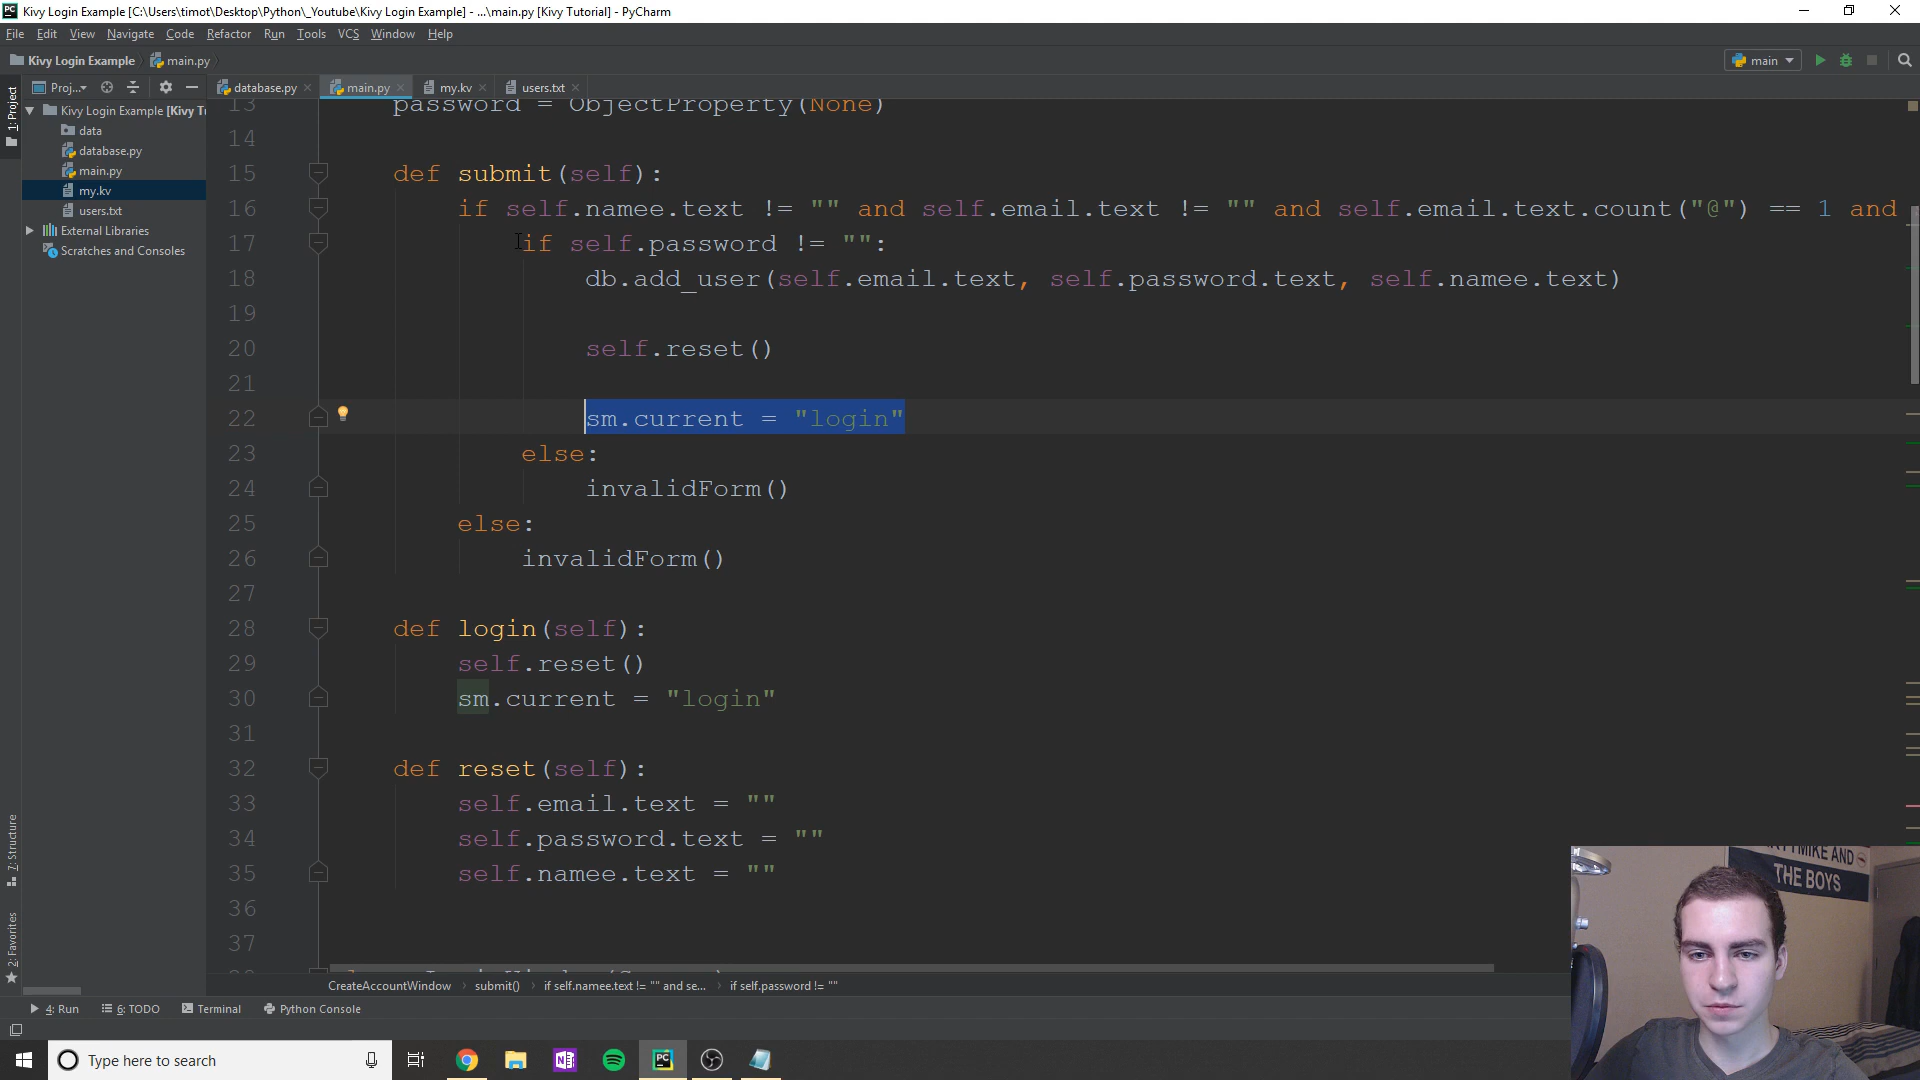 Kivy Login Example [C:\Users\timot\Desktop\Python\_Youtube\Kivy Login Example] - ...\main.py [Kivy Tutorial] - PyCharm
File Edit View Navigate Code Refactor Run Tools VCS Window Help
Kivy Login Example main.py main
Proj... database.py main.py my.kv users.txt
1: Project
Kivy Login Example [Kivy T
data
database.py
main.py
my.kv
users.txt
External Libraries
Scratches and Consoles
13 password = ObjectProperty(None)
14
15 def submit(self):
16 if self.namee.text != "" and self.email.text != "" and self.email.text.count("@") == 1 and
17 if self.password != "":
18 db.add_user(self.email.text, self.password.text, self.namee.text)
19
20 self.reset()
21
22 sm.current = "login"
23 else:
24 invalidForm()
25 else:
26 invalidForm()
27
28 def login(self):
29 self.reset()
30 sm.current = "login"
31
32 def reset(self):
33 self.email.text = ""
34 self.password.text = ""
35 self.namee.text = ""
36
37
7: Structure
2: Favorites
CreateAccountWindow submit() if self.namee.text != "" and se... if self.password != ""
4: Run 6: TODO Terminal Python Console
MIKE AND
THE BOYS
Type here to search